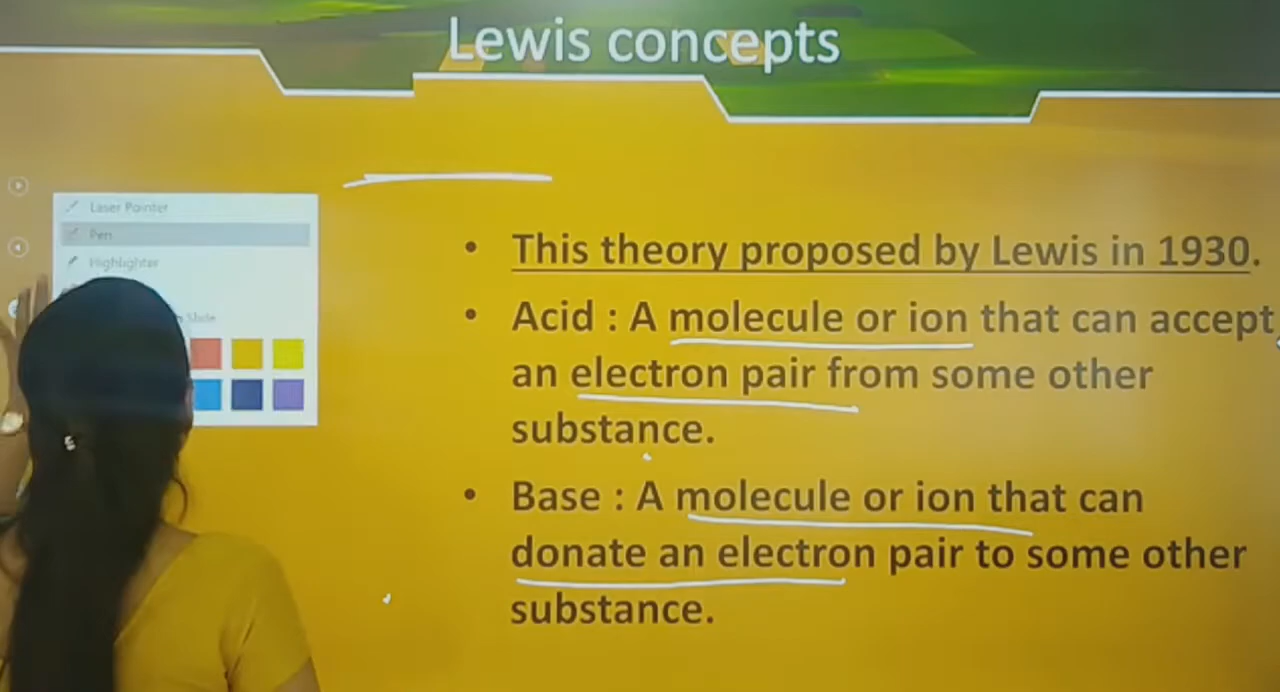 Lewis concepts
Laser Pointer
Pen
Highlighter
Slide
• This theory proposed by Lewis in 1930.
• Acid : A molecule or ion that can accept
an electron pair from some other
substance.
• Base : A molecule or ion that can
donate an electron pair to some other
substance.